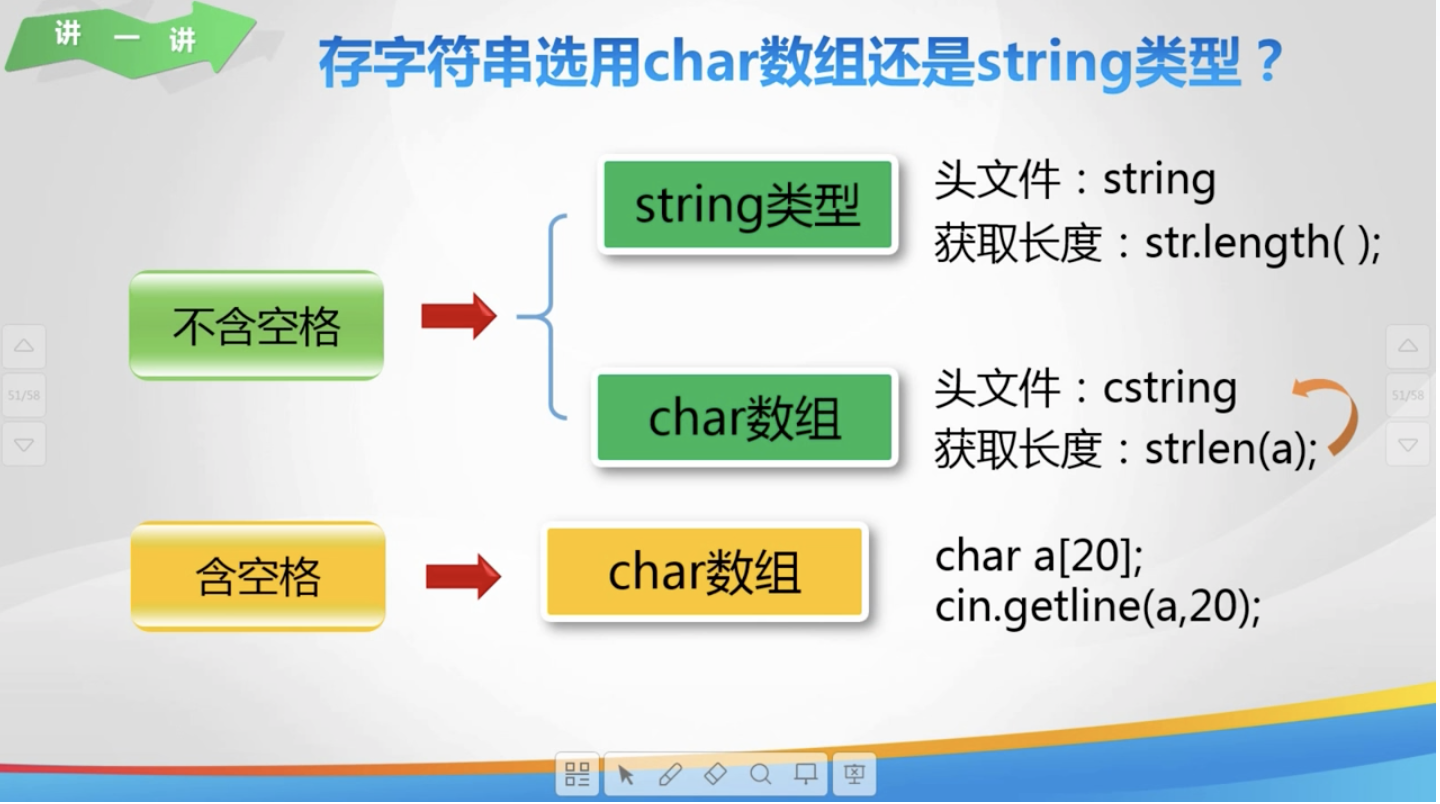 讲 一 讲
存字符串选用char数组还是string类型？
string类型
头文件：string
获取长度：str.length( );
不含空格
char数组
头文件：cstring
获取长度：strlen(a);
51/58
51/58
含空格
char数组
char a[20];
cin.getline(a,20);